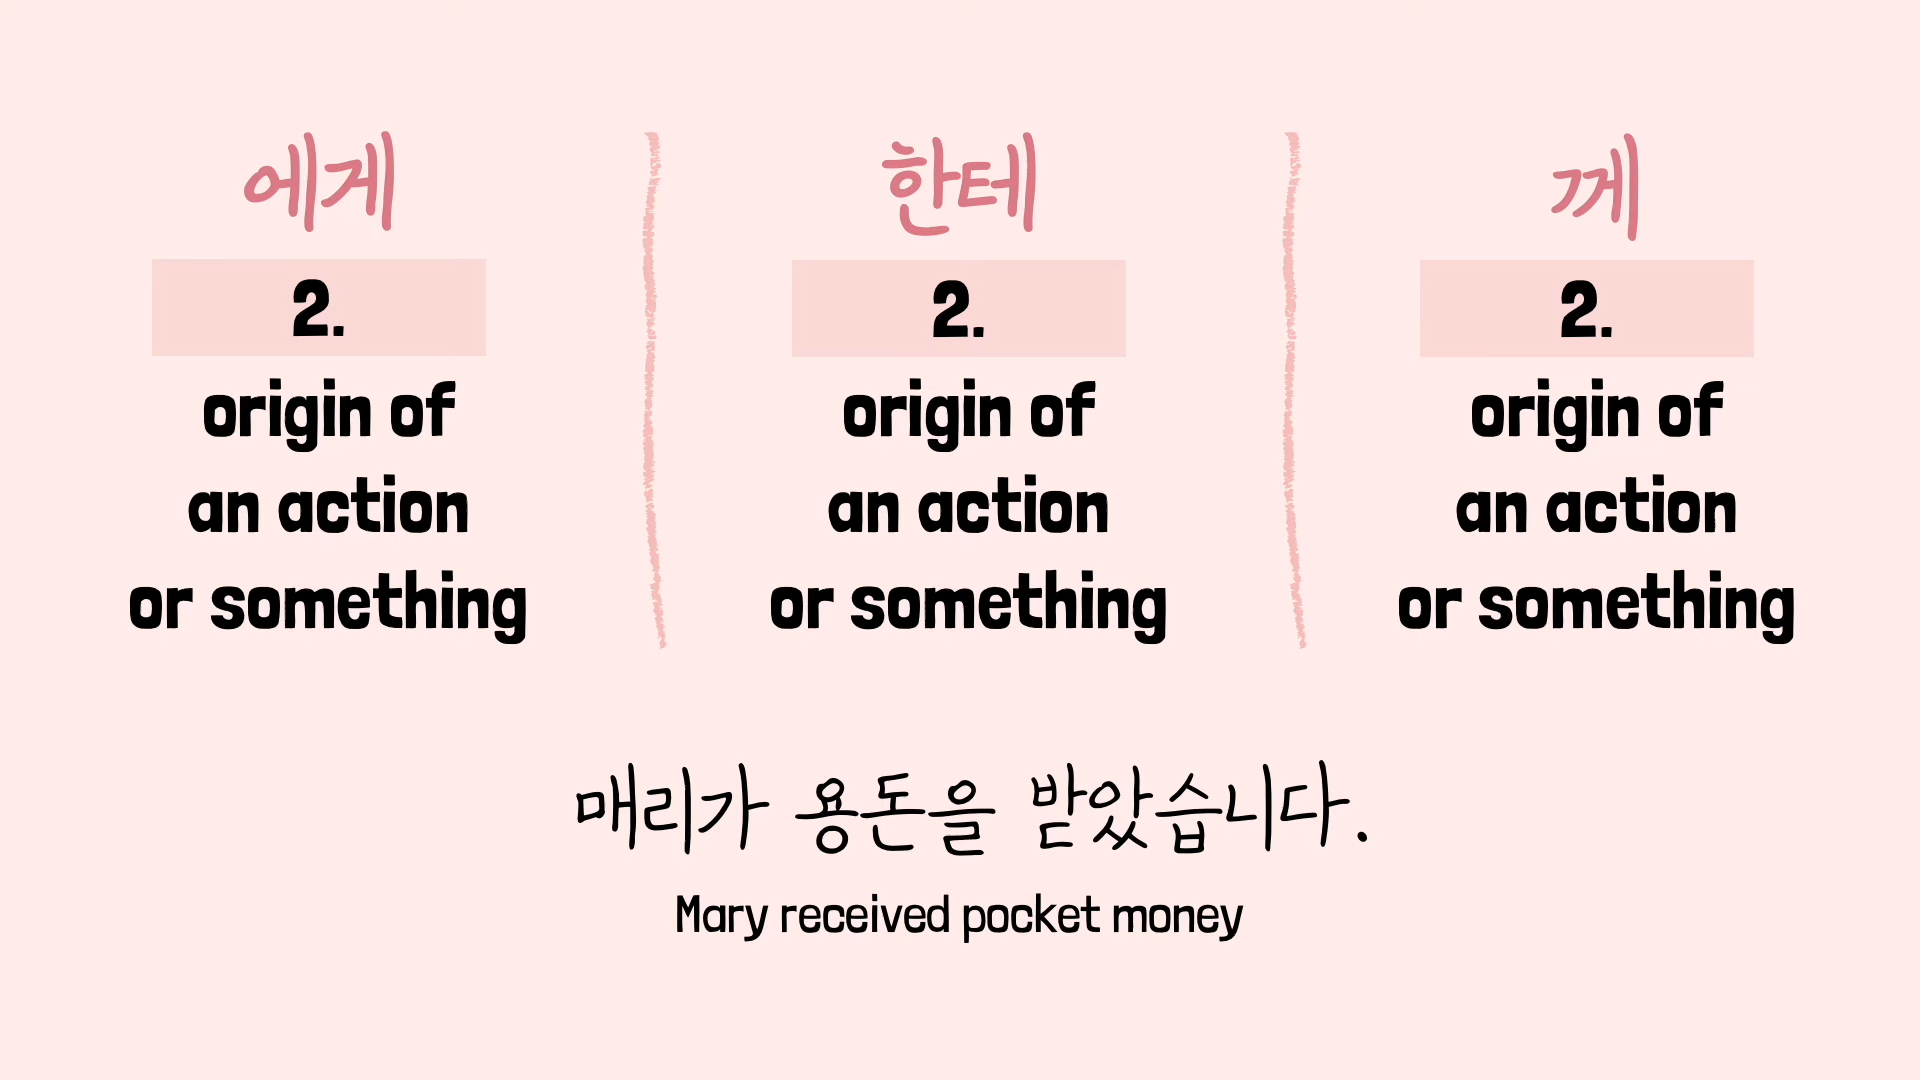 에게
2.
origin of
an action
or something
한테
2.
origin of
an action
or something
께
2.
origin of
an action
or something
매리가 용돈을 받았습니다.
Mary received pocket money